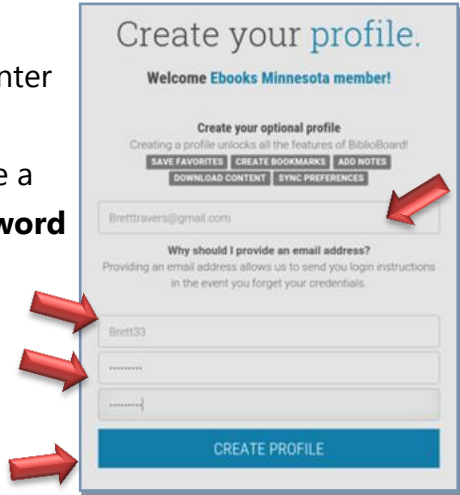 nter
e a
word
Create your profile.
Welcome Ebooks Minnesota member!
Create your optional profile
Creating a profile unlocks all the features of BiblioBoard!
SAVE FAVORITES CREATE BOOKMARKS ADD NOTES
DOWNLOAD CONTENT SYNC PREFERENCES
Bretttravers@gmail.com
Why should I provide an email address?
Providing an email address allows us to send you login instructions
in the event you forget your credentials.
Brett33
CREATE PROFILE